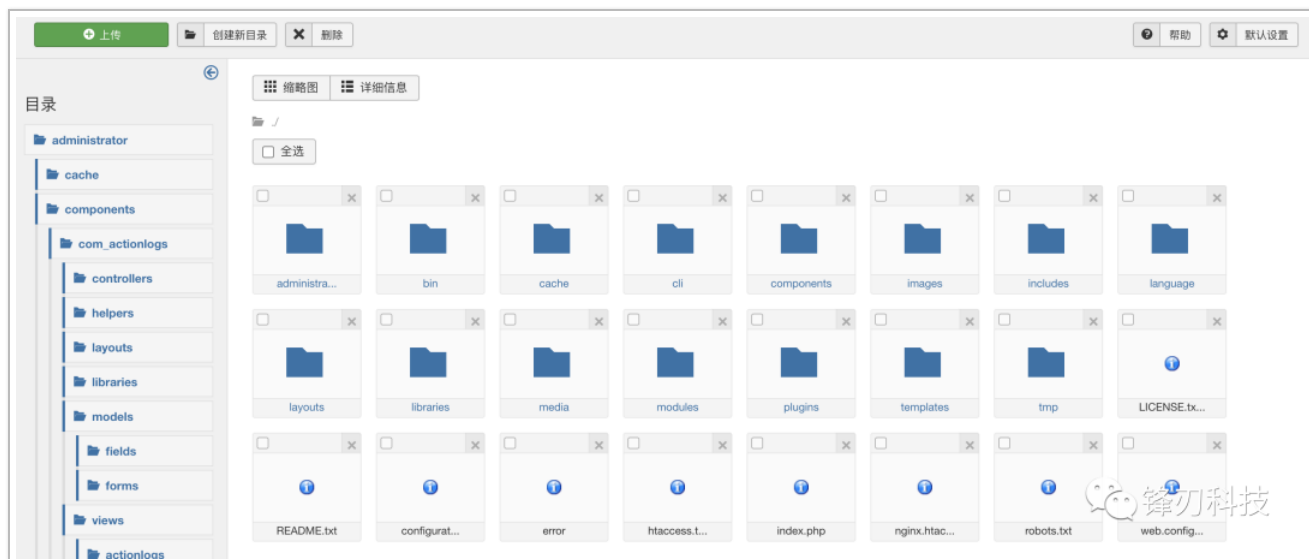 上传
创建新目录
删除
帮助
默认设置
目录
administrator
cache
components
com_actionlogs
controllers
helpers
layouts
libraries
models
fields
forms
views
actionlogs
缩略图
详细信息
./
全选
administra...
bin
cache
cli
components
images
includes
language
layouts
libraries
media
modules
plugins
templates
tmp
LICENSE.tx...
README.txt
configurat...
error
htaccess.t...
index.php
nginx.htac...
robots.txt
web.config...
锋刃科技